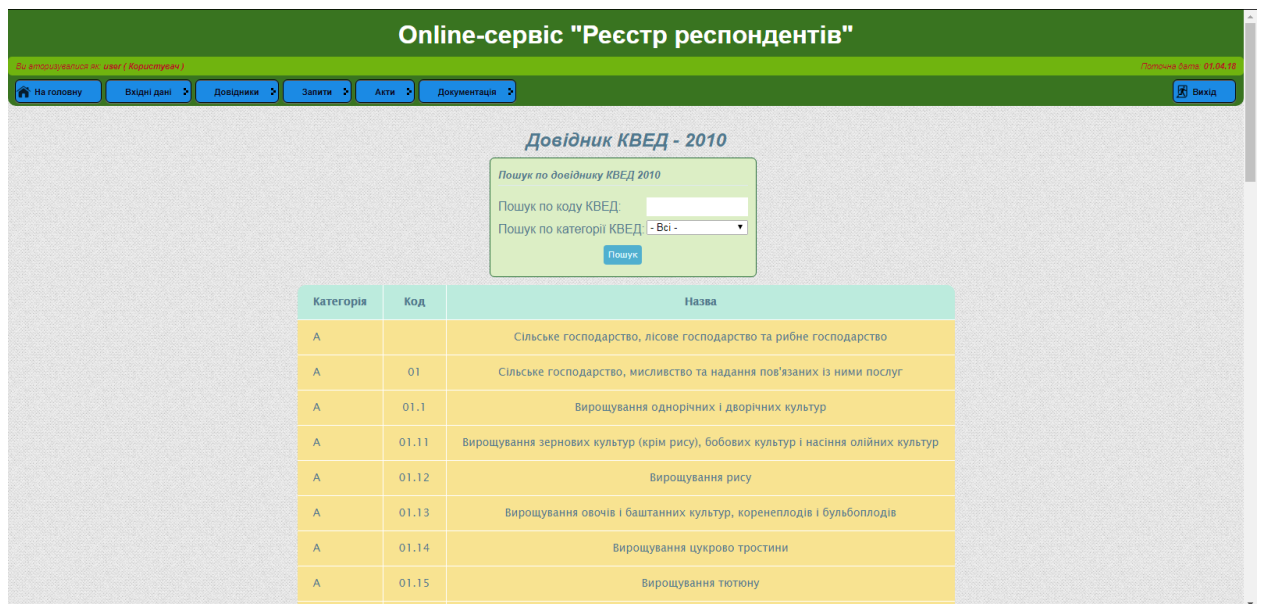 Online-сервіс "Реєстр респондентів"
Ви авторизувалися як: user ( Користувач ) Поточна дата: 01.04.18
На головну Вхідні дані Довідники Запити Акти Документація Вихід
Довідник КВЕД - 2010
Пошук по довіднику КВЕД 2010
Пошук по коду КВЕД:
Пошук по категорії КВЕД: - Всі -
Пошук
Категорія Код Назва
A Сільське господарство, лісове господарство та рибне господарство
A 01 Сільське господарство, мисливство та надання пов'язаних із ними послуг
A 01.1 Вирощування однорічних і дворічних культур
A 01.11 Вирощування зернових культур (крім рису), бобових культур і насіння олійних культур
A 01.12 Вирощування рису
A 01.13 Вирощування овочів і баштанних культур, коренеплодів і бульбоплодів
A 01.14 Вирощування цукрово тростини
A 01.15 Вирощування тютюну